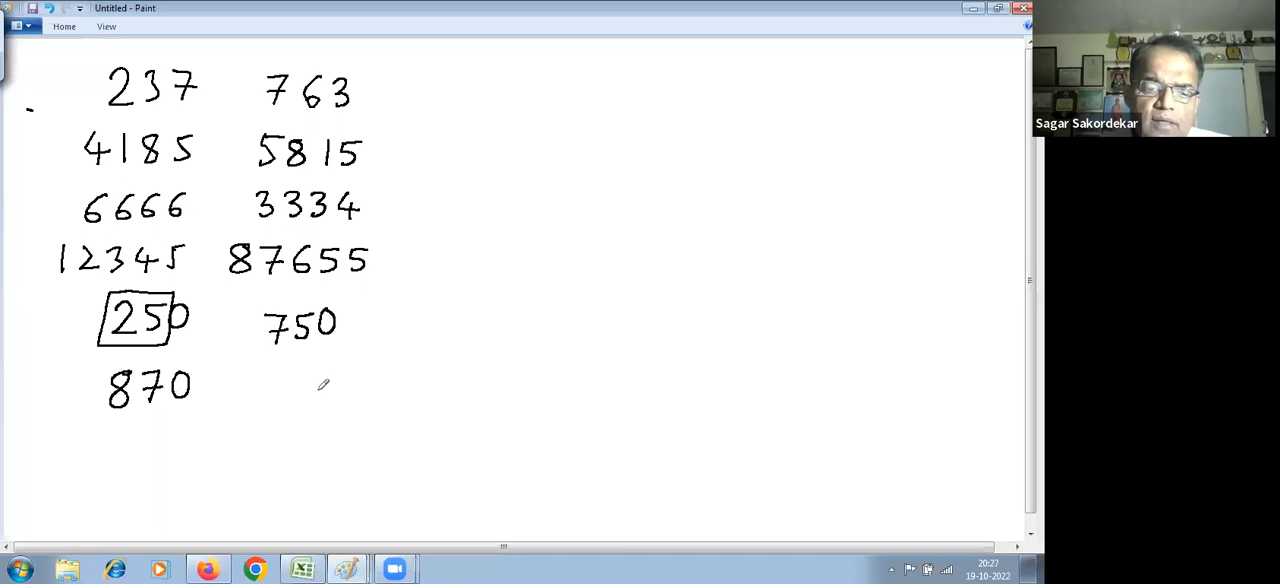 Untitled - Paint
Home View
237 763
4185 5815
6666 3334
12345 87655
250 750
870
Sagar Sakordekar
20:27
19-10-2022